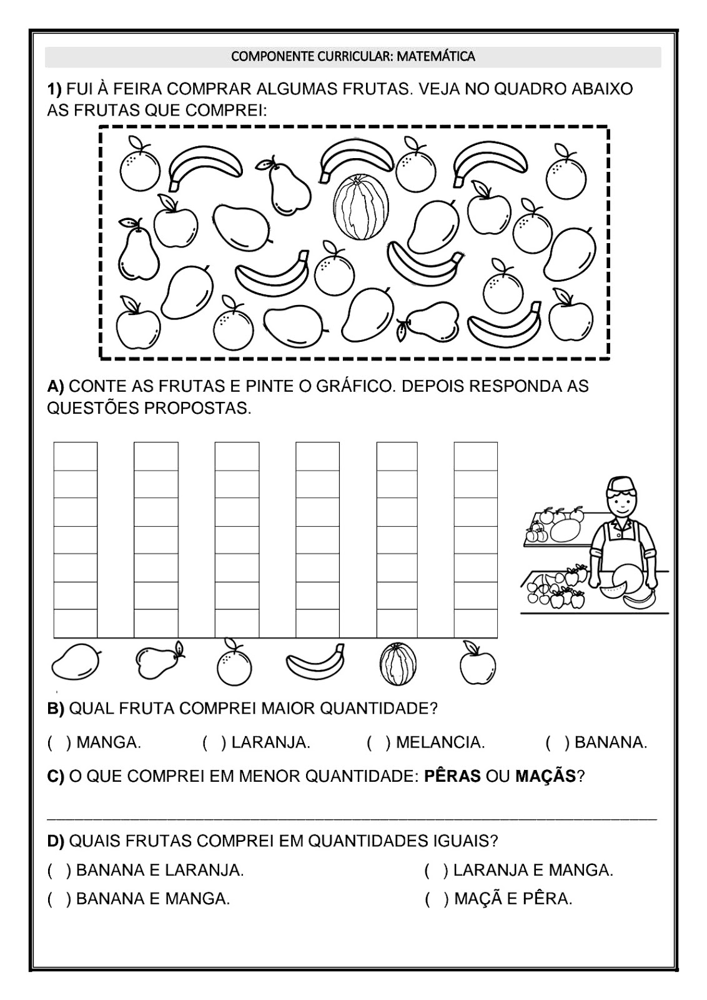 COMPONENTE CURRICULAR: MATEMÁTICA
1) FUI À FEIRA COMPRAR ALGUMAS FRUTAS. VEJA NO QUADRO ABAIXO
AS FRUTAS QUE COMPREI:
A) CONTE AS FRUTAS E PINTE O GRÁFICO. DEPOIS RESPONDA AS
QUESTÕES PROPOSTAS.
B) QUAL FRUTA COMPREI MAIOR QUANTIDADE?
(   ) MANGA. (   ) LARANJA. (   ) MELANCIA. (   ) BANANA.
C) O QUE COMPREI EM MENOR QUANTIDADE: PÊRAS OU MAÇÃS?
D) QUAIS FRUTAS COMPREI EM QUANTIDADES IGUAIS?
(   ) BANANA E LARANJA. (   ) LARANJA E MANGA.
(   ) BANANA E MANGA. (   ) MAÇÃ E PÊRA.